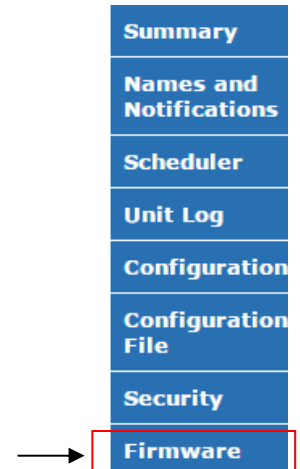 Summary
Names and
Notifications
Scheduler
Unit Log
Configuration
Configuration
File
Security
Firmware